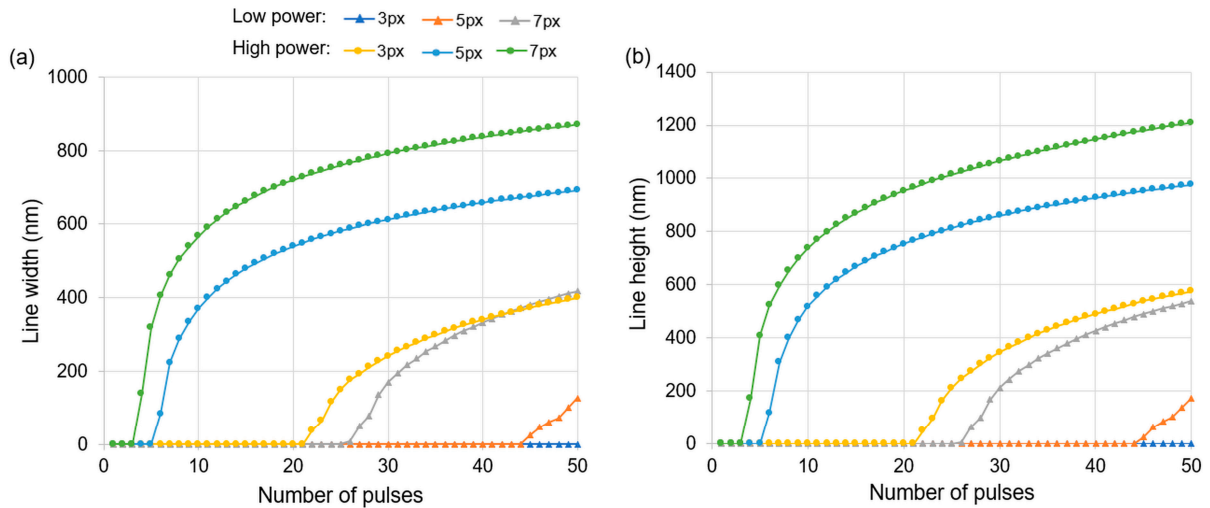 Low power: 3px 5px 7px
High power: 3px 5px 7px
(a)
1000
800
600
400
200
0
Line width (nm)
0 10 20 30 40 50
Number of pulses
(b)
1400
1200
1000
800
600
400
200
0
Line height (nm)
0 10 20 30 40 50
Number of pulses